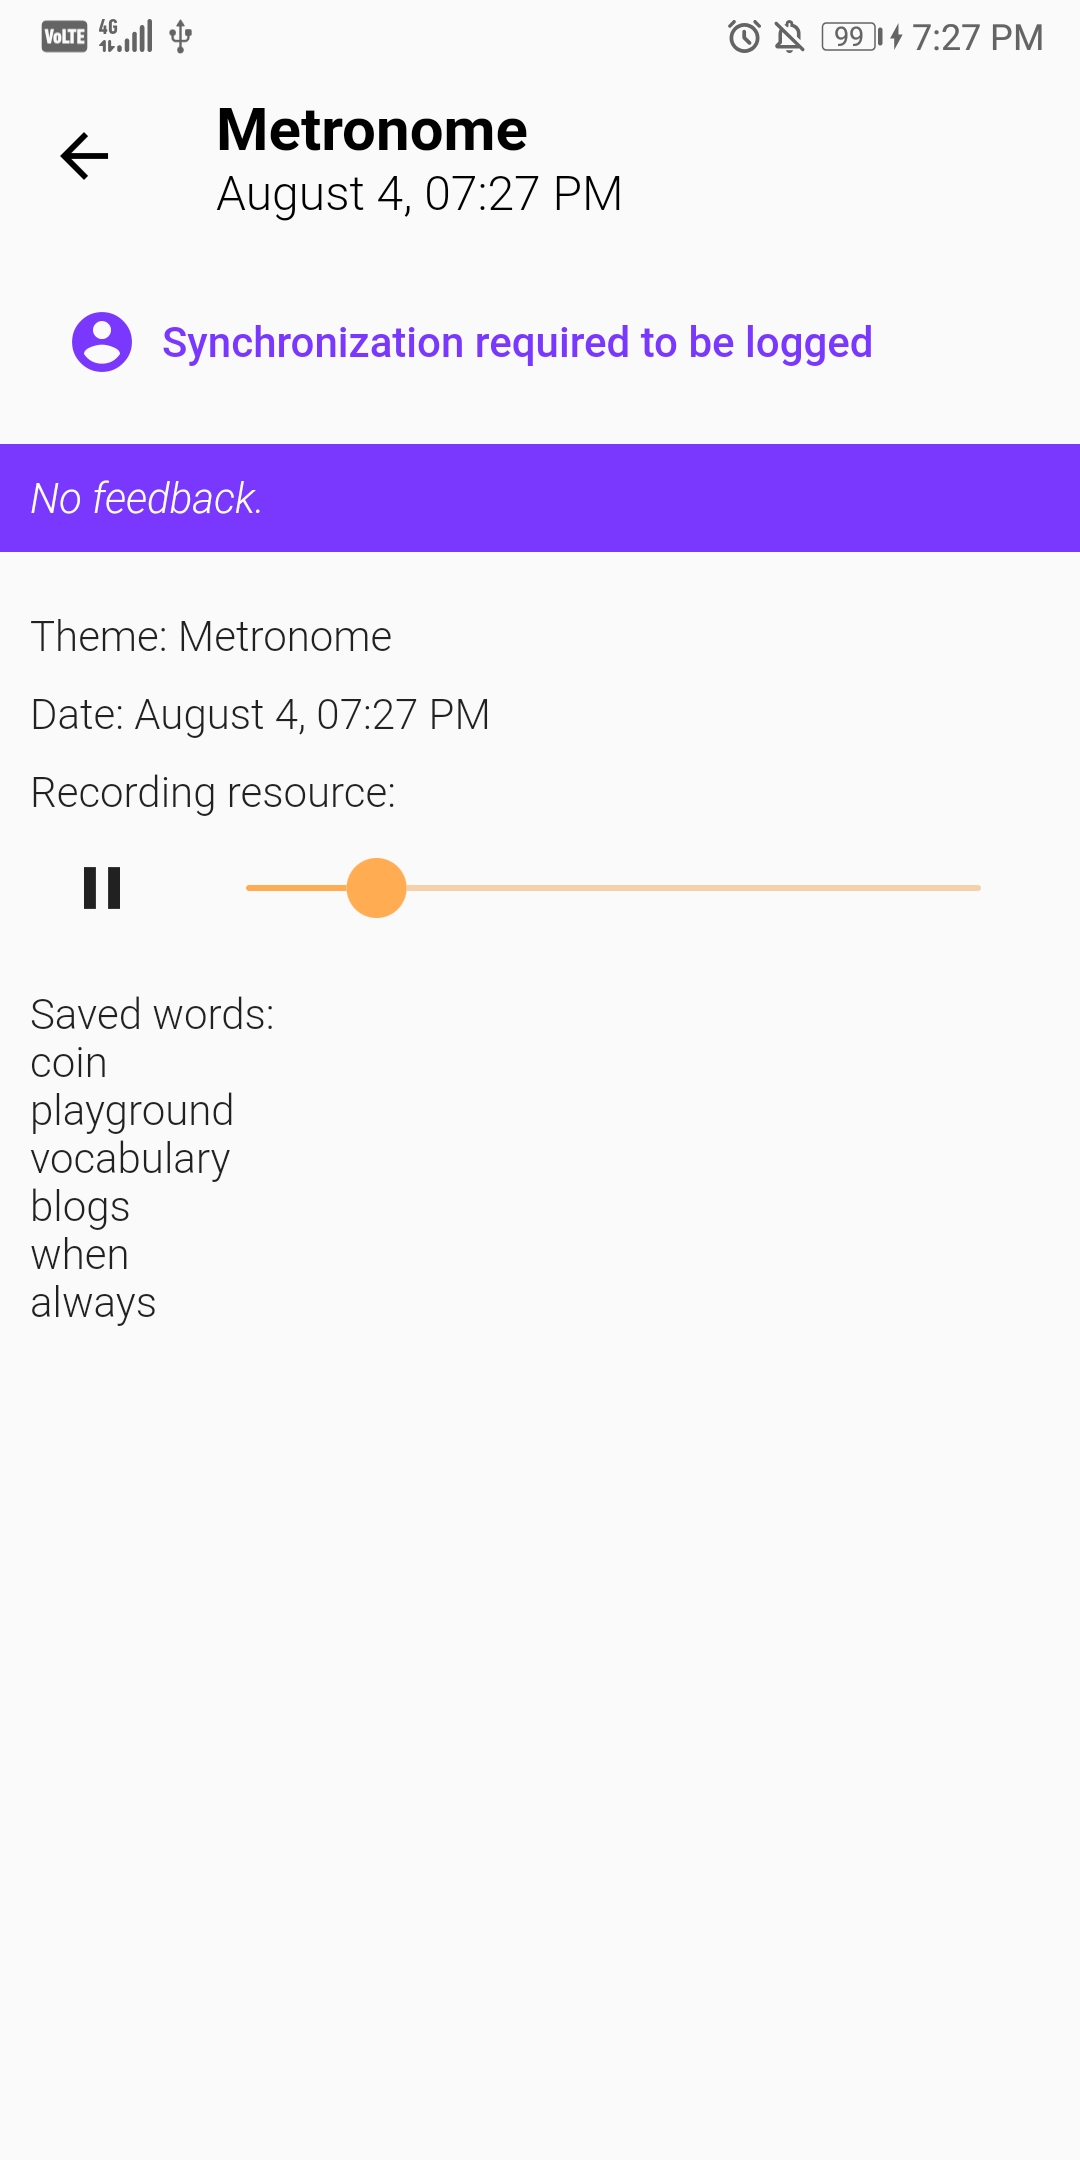 VoLTE 4G 99 7:27 PM
Metronome
August 4, 07:27 PM
Synchronization required to be logged
No feedback.
Theme: Metronome
Date: August 4, 07:27 PM
Recording resource:
Saved words:
coin
playground
vocabulary
blogs
when
always